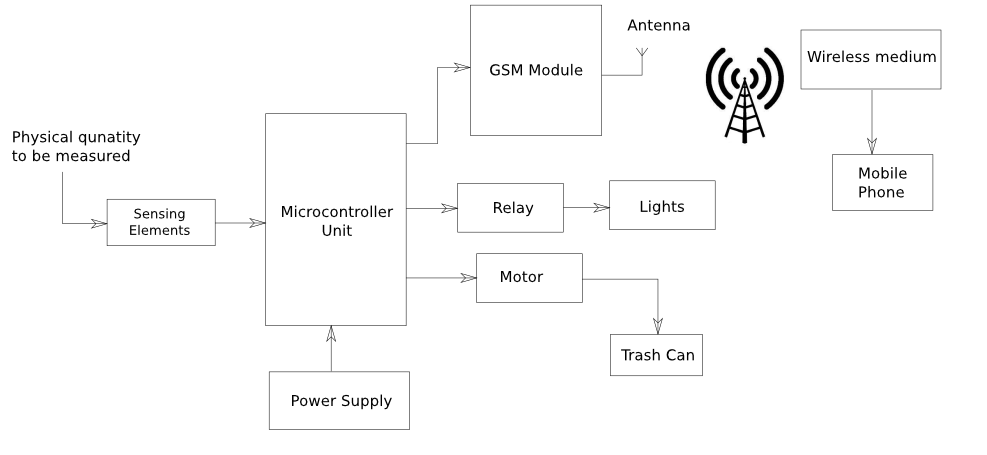 Antenna
GSM Module
Wireless medium
Physical qunatity
to be measured
Mobile
Phone
Sensing
Elements
Microcontroller
Unit
Relay
Lights
Motor
Trash Can
Power Supply